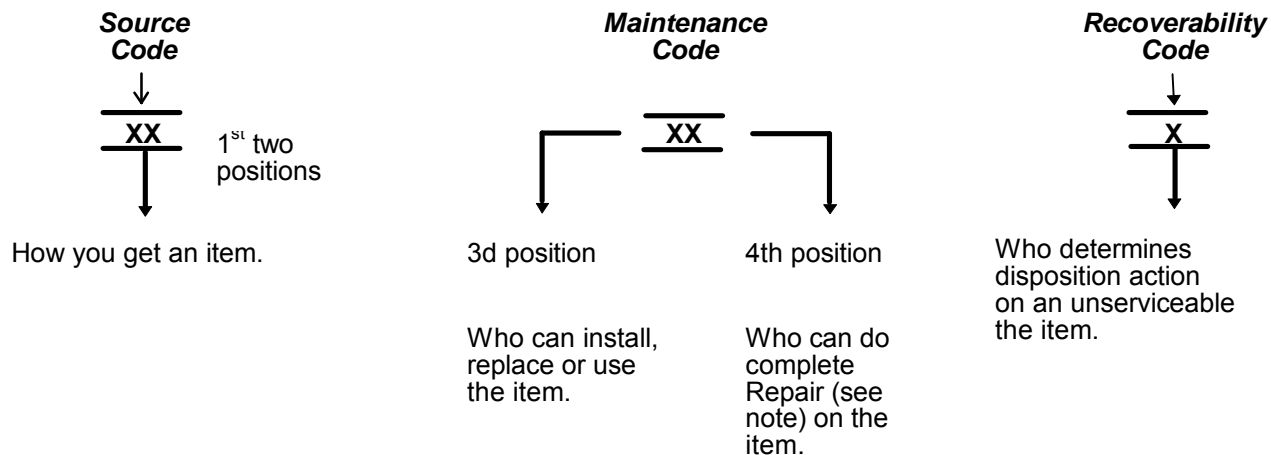 Source
Code
XX
1st two
positions
How you get an item.
Maintenance
Code
XX
3d position
Who can install,
replace or use
the item.
4th position
Who can do
complete
Repair (see
note) on the
item.
Recoverability
Code
X
Who determines
disposition action
on an unserviceable
the item.